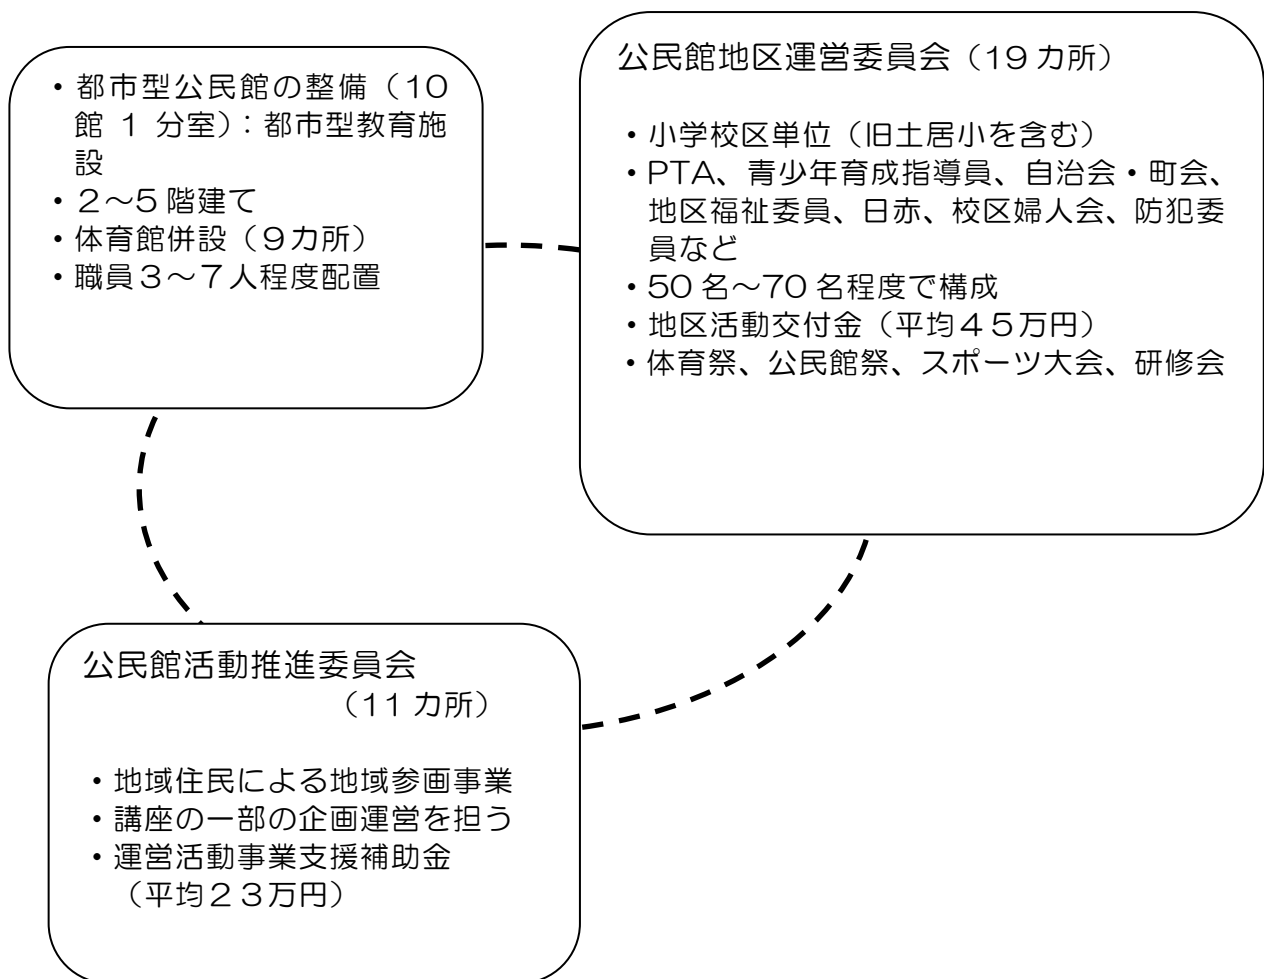 ・都市型公民館の整備（10
館 1 分室）：都市型教育施
設
・２〜5 階建て
・体育館併設（９カ所）
・職員３〜７人程度配置
公民館地区運営委員会（19 カ所）
・小学校区単位（旧土居小を含む）
・PTA、青少年育成指導員、自治会・町会、
地区福祉委員、日赤、校区婦人会、防犯委
員など
・50 名〜70 名程度で構成
・地区活動交付金（平均４５万円）
・体育祭、公民館祭、スポーツ大会、研修会
公民館活動推進委員会
（11 カ所）
・地域住民による地域参画事業
・講座の一部の企画運営を担う
・運営活動事業支援補助金
（平均２３万円）